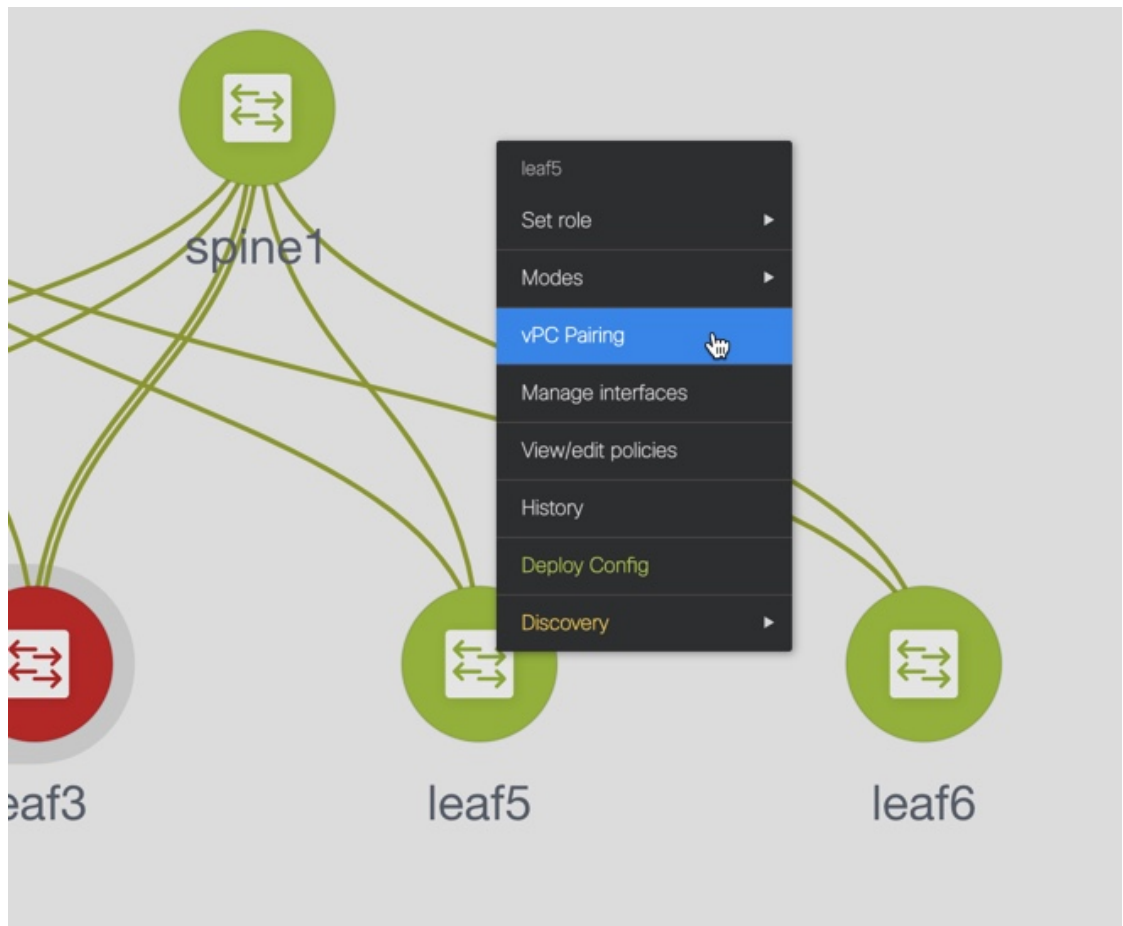 spine1
leaf5
Set role
Modes
vPC Pairing
Manage interfaces
View/edit policies
History
Deploy Config
Discovery
eaf3
leaf5
leaf6